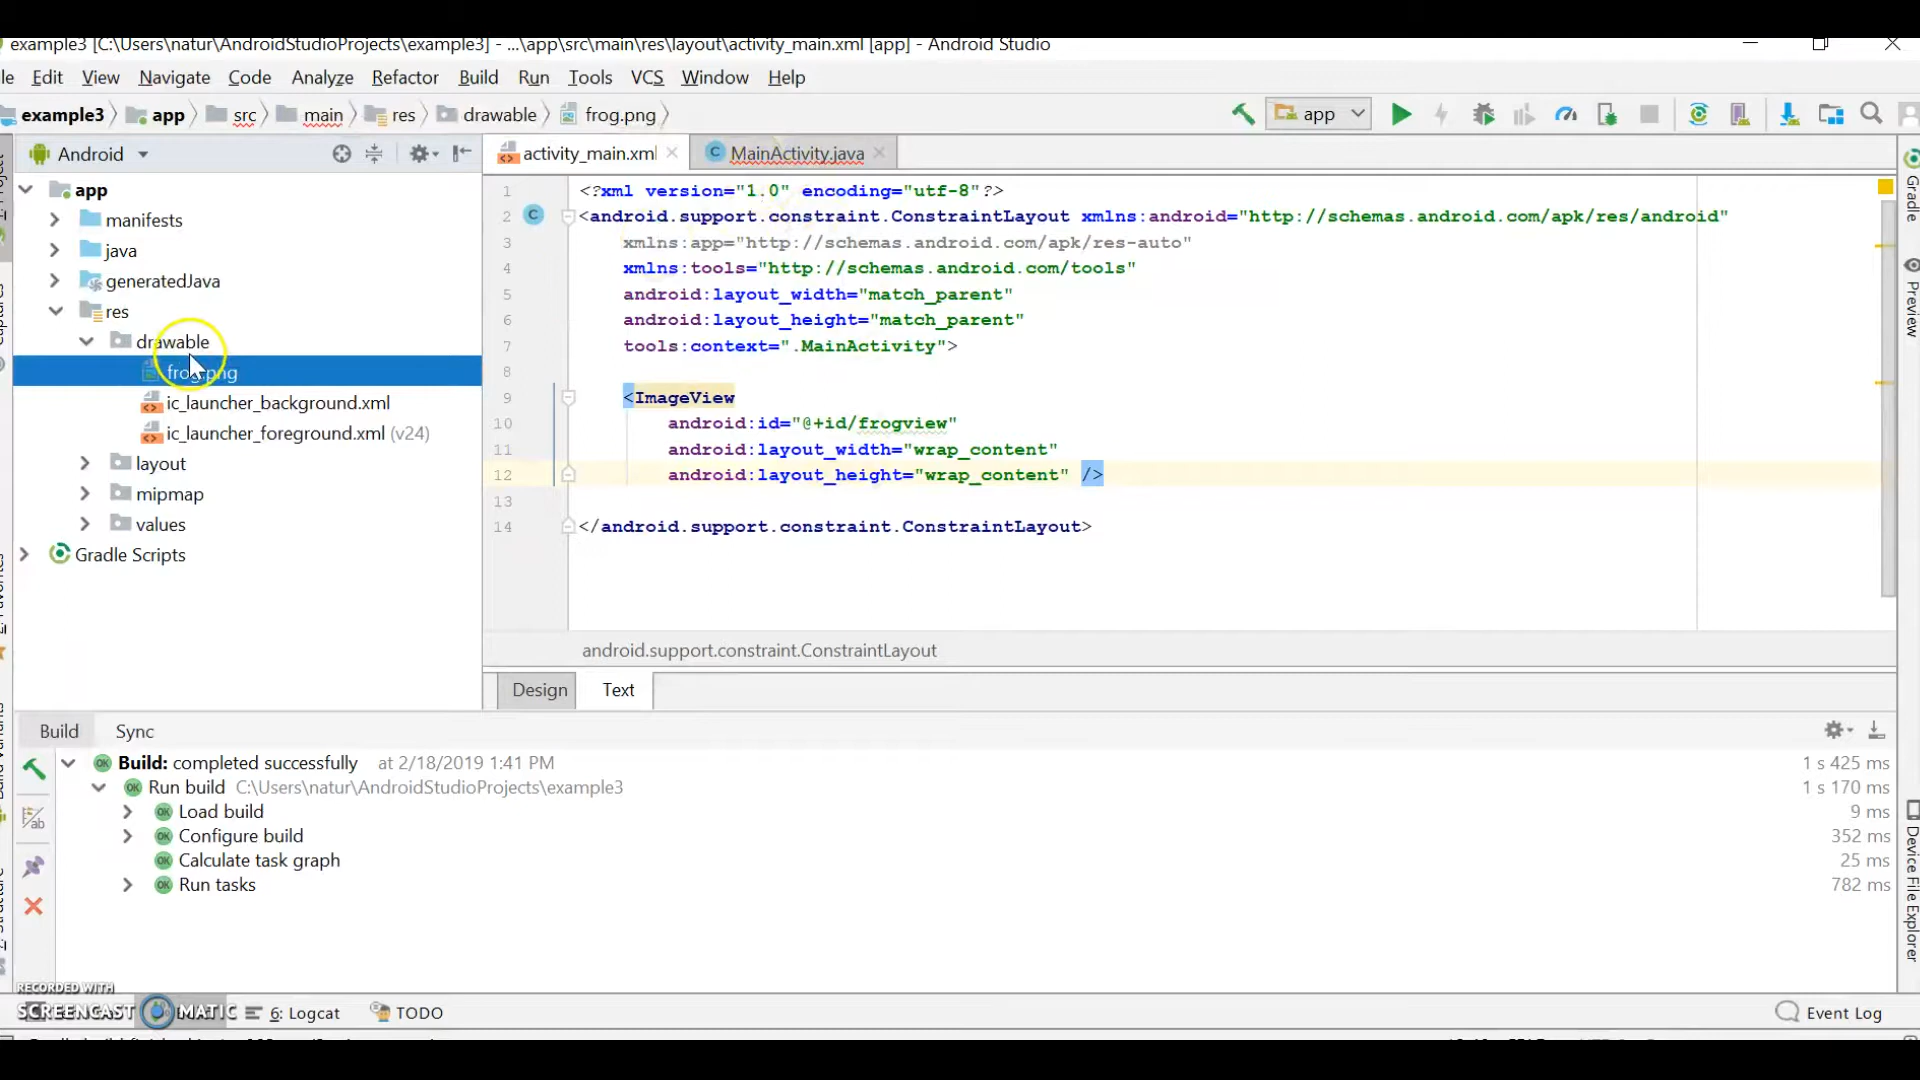 example3 [C:\Users\natur\AndroidStudioProjects\example3] - ...\app\src\main\res\layout\activity_main.xml [app] - Android Studio
Edit View Navigate Code Analyze Refactor Build Run Tools VCS Window Help
example3 app src main res drawable frog.png
app
Android
activity_main.xml
MainActivity.java
app
manifests
java
generatedJava
res
drawable
frog.png
ic_launcher_background.xml
ic_launcher_foreground.xml (v24)
layout
mipmap
values
Gradle Scripts
1 <?xml version="1.0" encoding="utf-8"?>
2 <android.support.constraint.ConstraintLayout xmlns:android="http://schemas.android.com/apk/res/android"
3 xmlns:app="http://schemas.android.com/apk/res-auto"
4 xmlns:tools="http://schemas.android.com/tools"
5 android:layout_width="match_parent"
6 android:layout_height="match_parent"
7 tools:context=".MainActivity">
8
9 <ImageView
10 android:id="@+id/frogview"
11 android:layout_width="wrap_content"
12 android:layout_height="wrap_content" />
13
14 </android.support.constraint.ConstraintLayout>
android.support.constraint.ConstraintLayout
Design Text
Gradle
Preview
Device File Explorer
Build Sync
Build: completed successfully at 2/18/2019 1:41 PM 1 s 425 ms
Run build C:\Users\natur\AndroidStudioProjects\example3 1 s 170 ms
Load build 9 ms
Configure build 352 ms
Calculate task graph 25 ms
Run tasks 782 ms
RECORDED WITH
SCREENCAST MATIC
6: Logcat
TODO
Event Log